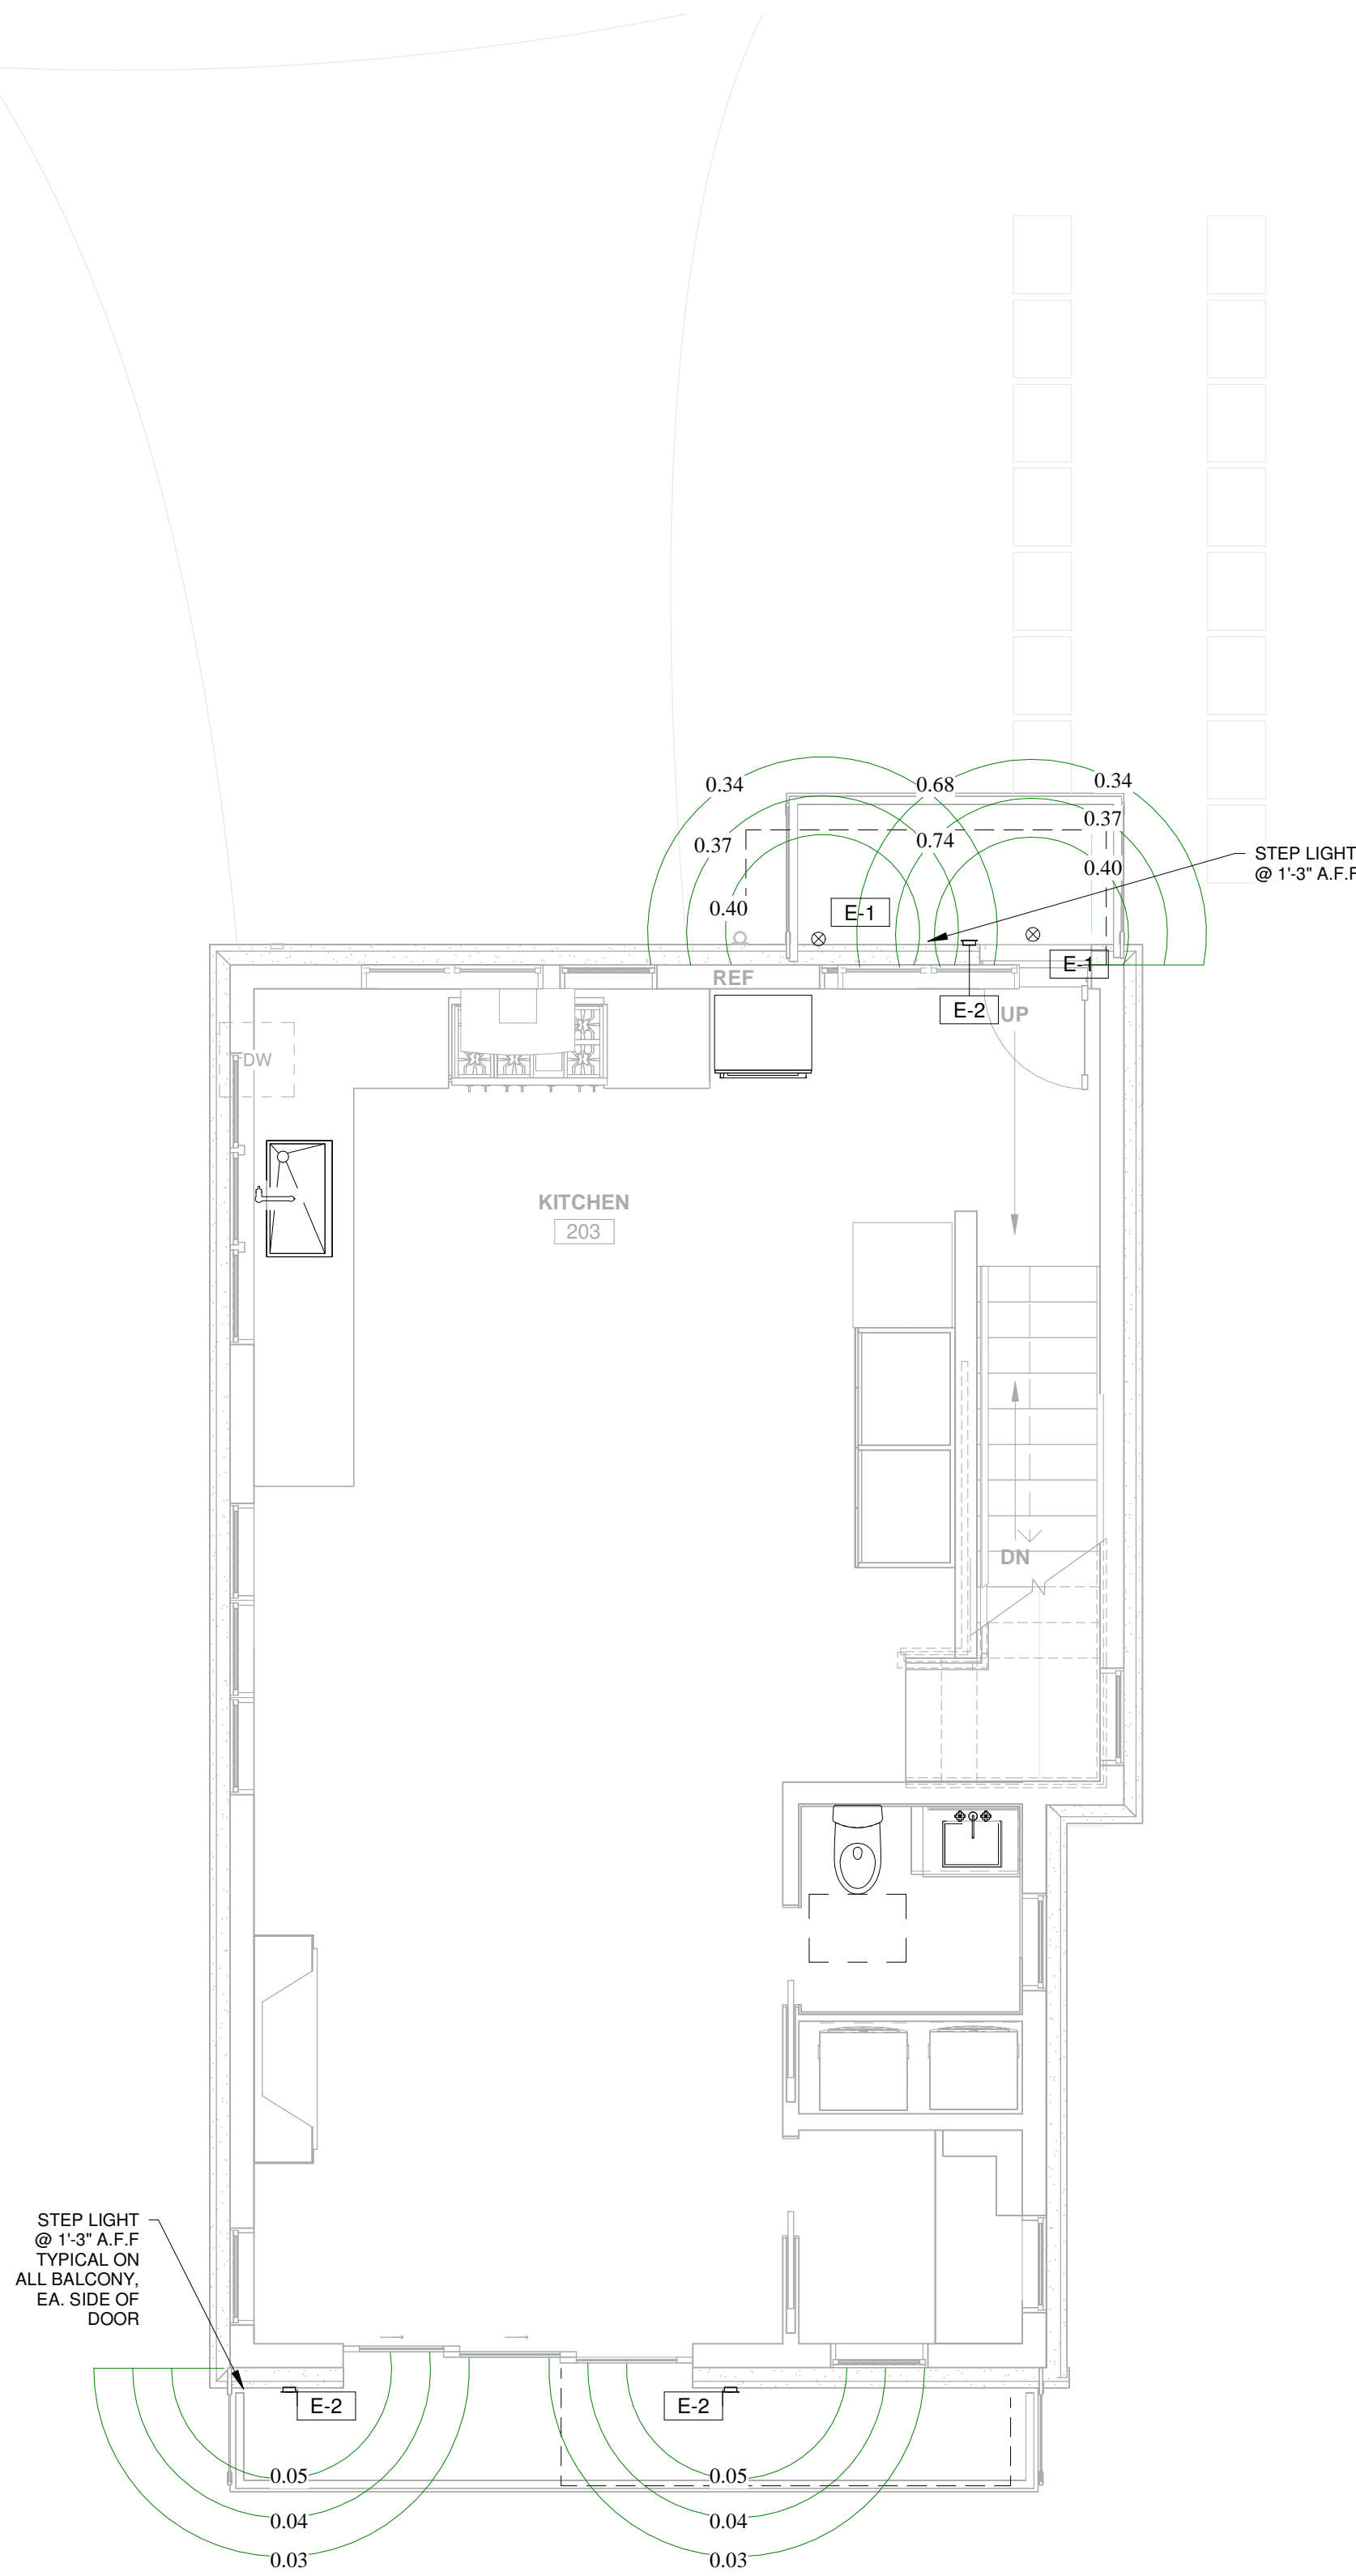 0.34
0.68
0.34
0.37
0.37
0.74
STEP LIGHT
@ 1'-3" A.F.F
0.40
0.40
E-1
E-1
REF
E-2
UP
DW
KITCHEN
203
DN
STEP LIGHT
@ 1'-3" A.F.F
TYPICAL ON
ALL BALCONY,
EA. SIDE OF
DOOR
E-2
E-2
0.05
0.05
0.04
0.04
0.03
0.03